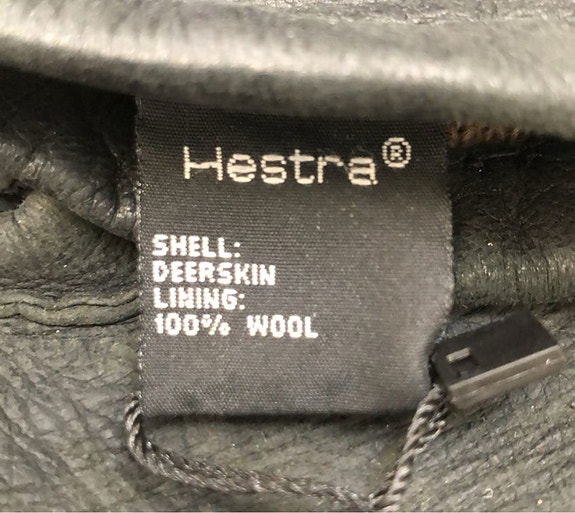 Hestra®
SHELL:
DEERSKIN
LINING:
100% WOOL